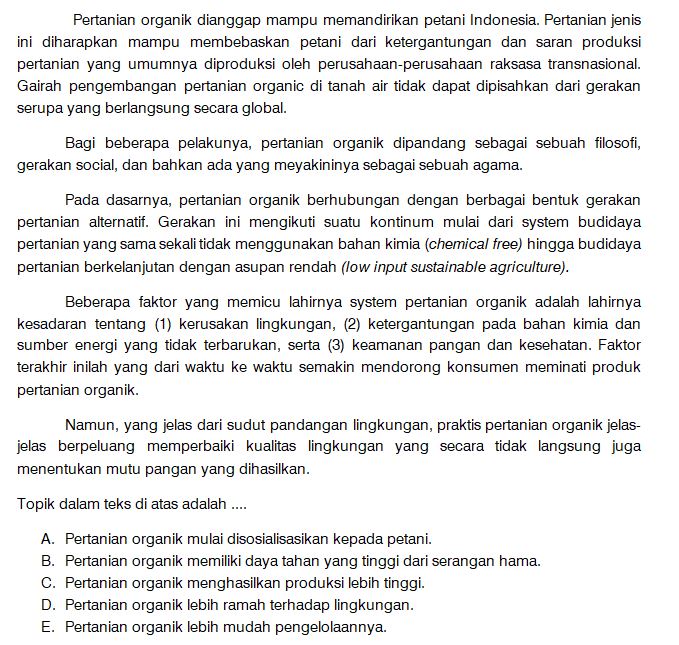 Pertanian organik dianggap mampu memandirikan petani Indonesia. Pertanian jenis
ini diharapkan mampu membebaskan petani dari ketergantungan dan saran produksi
pertanian yang umumnya diproduksi oleh perusahaan-perusahaan raksasa transnasional.
Gairah pengembangan pertanian organic di tanah air tidak dapat dipisahkan dari gerakan
serupa yang berlangsung secara global.
Bagi beberapa pelakunya, pertanian organik dipandang sebagai sebuah filosofi,
gerakan social, dan bahkan ada yang meyakininya sebagai sebuah agama.
Pada dasarnya, pertanian organik berhubungan dengan berbagai bentuk gerakan
pertanian alternatif. Gerakan ini mengikuti suatu kontinum mulai dari system budidaya
pertanian yang sama sekali tidak menggunakan bahan kimia (chemical free) hingga budidaya
pertanian berkelanjutan dengan asupan rendah (low input sustainable agriculture).
Beberapa faktor yang memicu lahirnya system pertanian organik adalah lahirnya
kesadaran tentang (1) kerusakan lingkungan, (2) ketergantungan pada bahan kimia dan
sumber energi yang tidak terbarukan, serta (3) keamanan pangan dan kesehatan. Faktor
terakhir inilah yang dari waktu ke waktu semakin mendorong konsumen meminati produk
pertanian organik.
Namun, yang jelas dari sudut pandangan lingkungan, praktis pertanian organik jelas-
jelas berpeluang memperbaiki kualitas lingkungan yang secara tidak langsung juga
menentukan mutu pangan yang dihasilkan.
Topik dalam teks di atas adalah ....
A. Pertanian organik mulai disosialisasikan kepada petani.
B. Pertanian organik memiliki daya tahan yang tinggi dari serangan hama.
C. Pertanian organik menghasilkan produksi lebih tinggi.
D. Pertanian organik lebih ramah terhadap lingkungan.
E. Pertanian organik lebih mudah pengelolaannya.